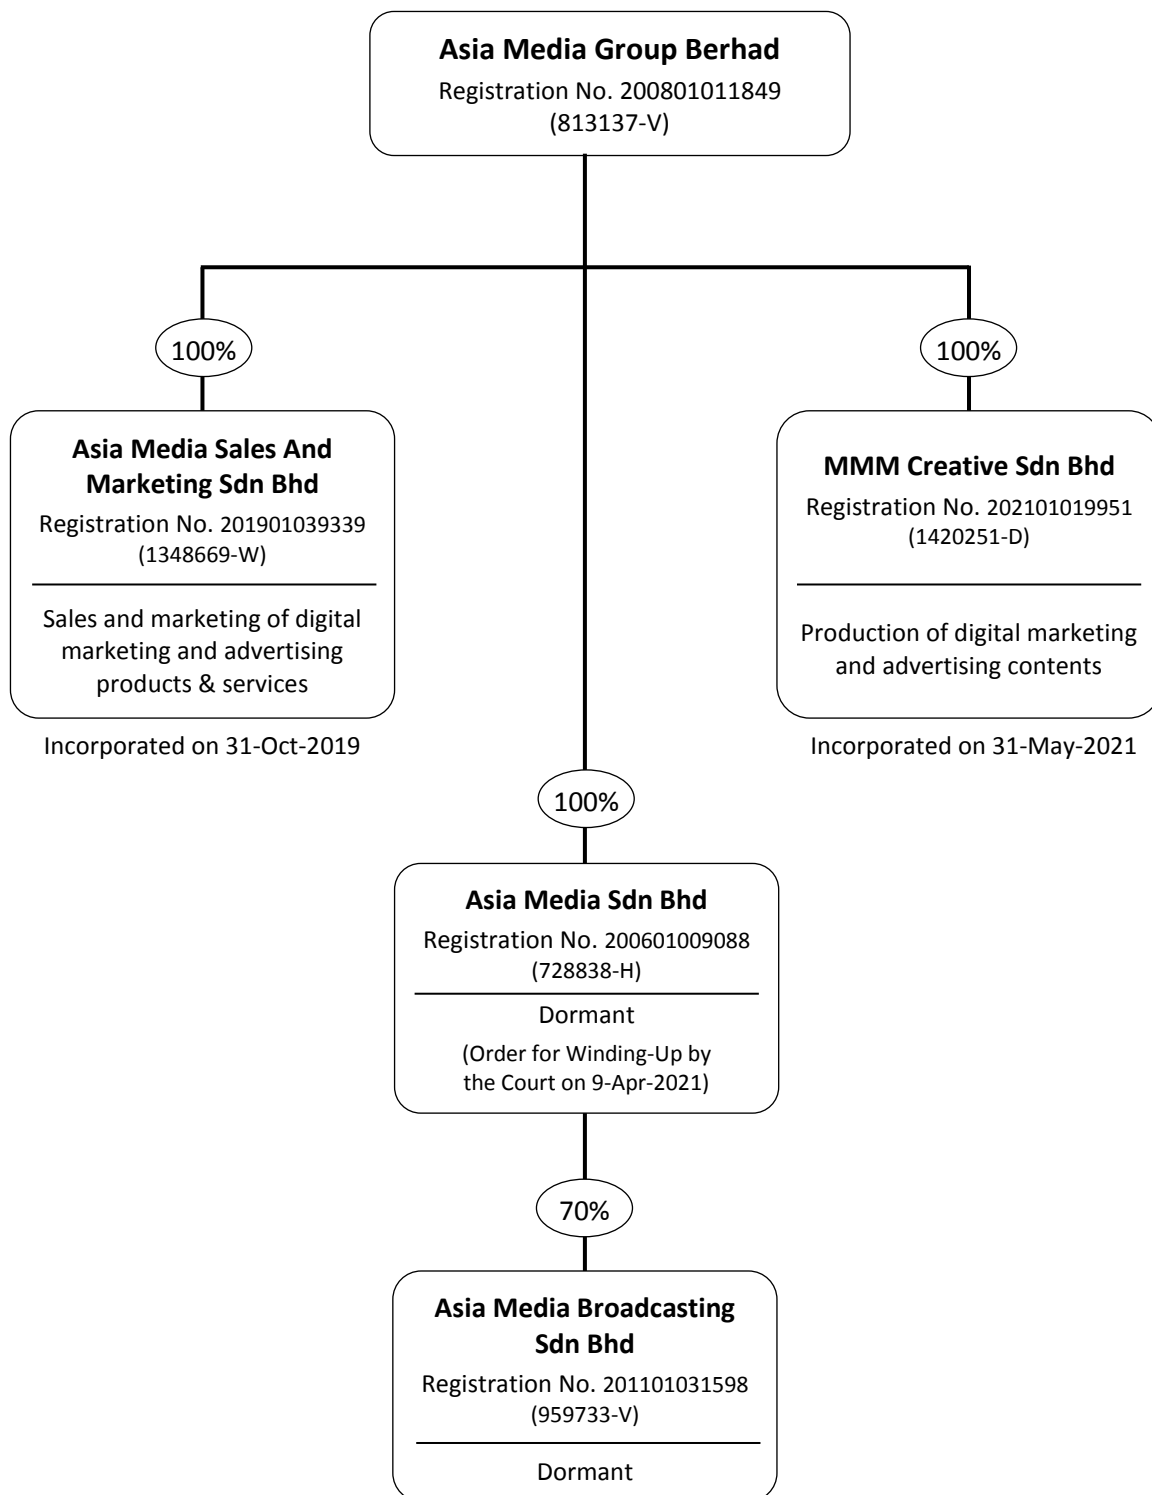 Asia Media Group Berhad
Registration No. 200801011849
(813137-V)
100%
100%
Asia Media Sales And
Marketing Sdn Bhd
Registration No. 201901039339
(1348669-W)
Sales and marketing of digital
marketing and advertising
products & services
Incorporated on 31-Oct-2019
MMM Creative Sdn Bhd
Registration No. 202101019951
(1420251-D)
Production of digital marketing
and advertising contents
Incorporated on 31-May-2021
100%
Asia Media Sdn Bhd
Registration No. 200601009088
(728838-H)
Dormant
(Order for Winding-Up by
the Court on 9-Apr-2021)
70%
Asia Media Broadcasting
Sdn Bhd
Registration No. 201101031598
(959733-V)
Dormant